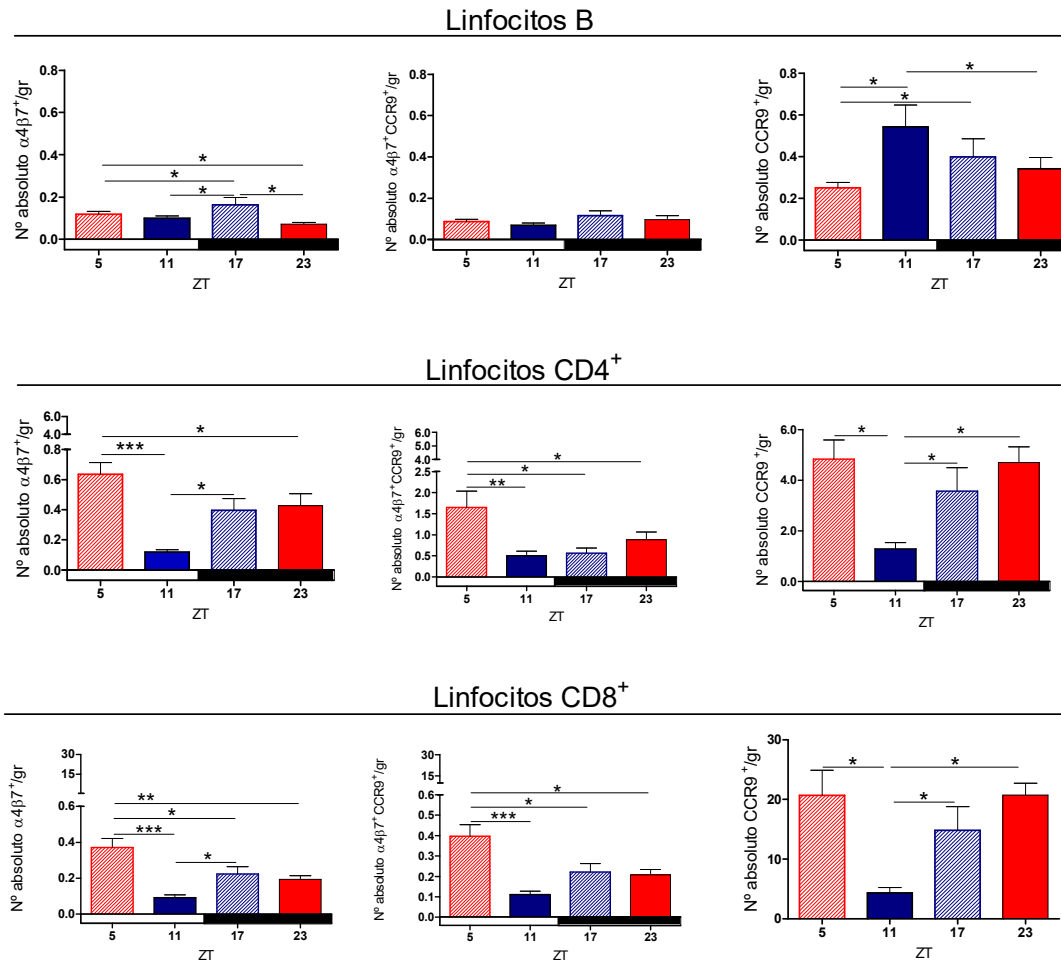 Linfocitos B
Nº absoluto α4β7⁺/gr
0.8
0.6
0.4
0.2
0.0
* * * *
5 11 17 23
ZT
Nº absoluto α4β7⁺CCR9⁺/gr
0.8
0.6
0.4
0.2
0.0
5 11 17 23
ZT
Nº absoluto CCR9⁺/gr
0.8
0.6
0.4
0.2
0.0
* * *
5 11 17 23
ZT
Linfocitos CD4⁺
Nº absoluto α4β7⁺/gr
6.0
4.0
0.8
0.6
0.4
0.2
0.0
*
***
*
5 11 17 23
ZT
Nº absoluto α4β7⁺CCR9⁺/gr
6.0
5.0
4.0
2.5
2.0
1.5
1.0
0.5
0.0
*
*
**
5 11 17 23
ZT
Nº absoluto CCR9⁺/gr
6.0
4.0
2.0
0.0
* * *
5 11 17 23
ZT
Linfocitos CD8⁺
Nº absoluto α4β7⁺/gr
30
15
0.6
0.4
0.2
0.0
**
*
***
*
5 11 17 23
ZT
Nº absoluto α4β7⁺CCR9⁺/gr
30
15
0.6
0.5
0.4
0.3
0.2
0.1
0.0
*
*
***
5 11 17 23
ZT
Nº absoluto CCR9⁺/gr
30
20
10
0
* * *
5 11 17 23
ZT